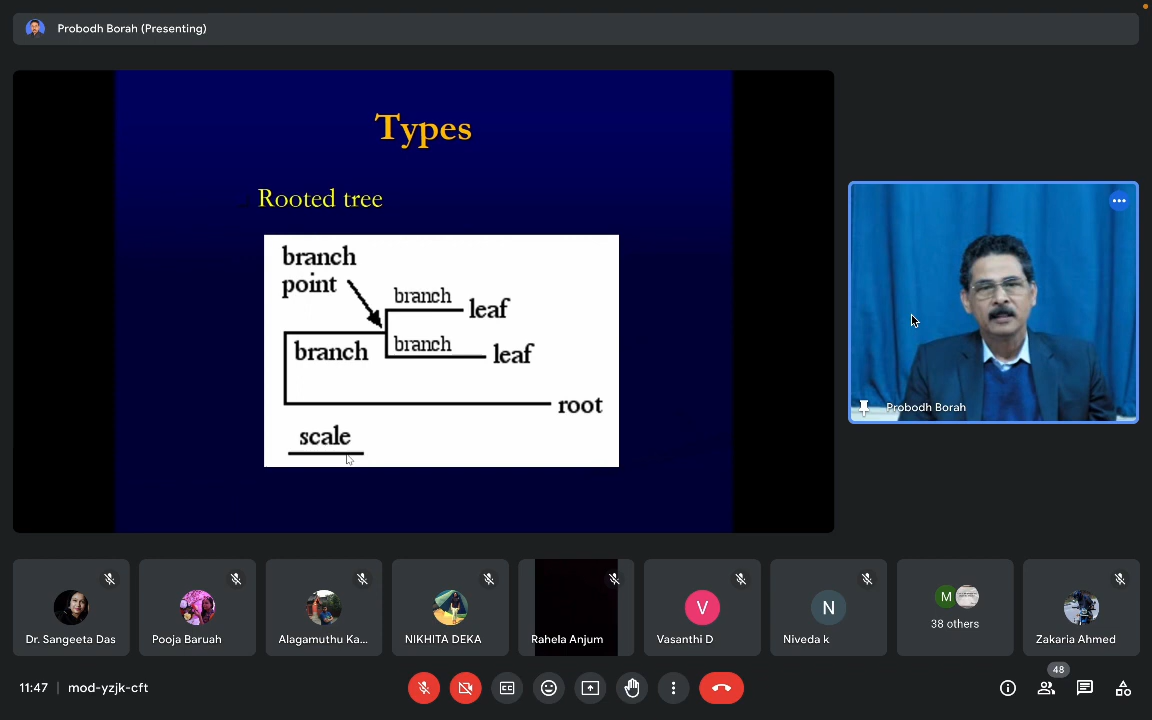 Probodh Borah (Presenting)
Types
Rooted tree
branch
point
branch
leaf
branch
branch
leaf
root
scale
Probodh Borah
Dr. Sangeeta Das
Pooja Baruah
Alagamuthu Ka...
NIKHITA DEKA
Rahela Anjum
V
Vasanthi D
N
Niveda k
M
38 others
Zakaria Ahmed
11:47 | mod-yzjk-cft
48